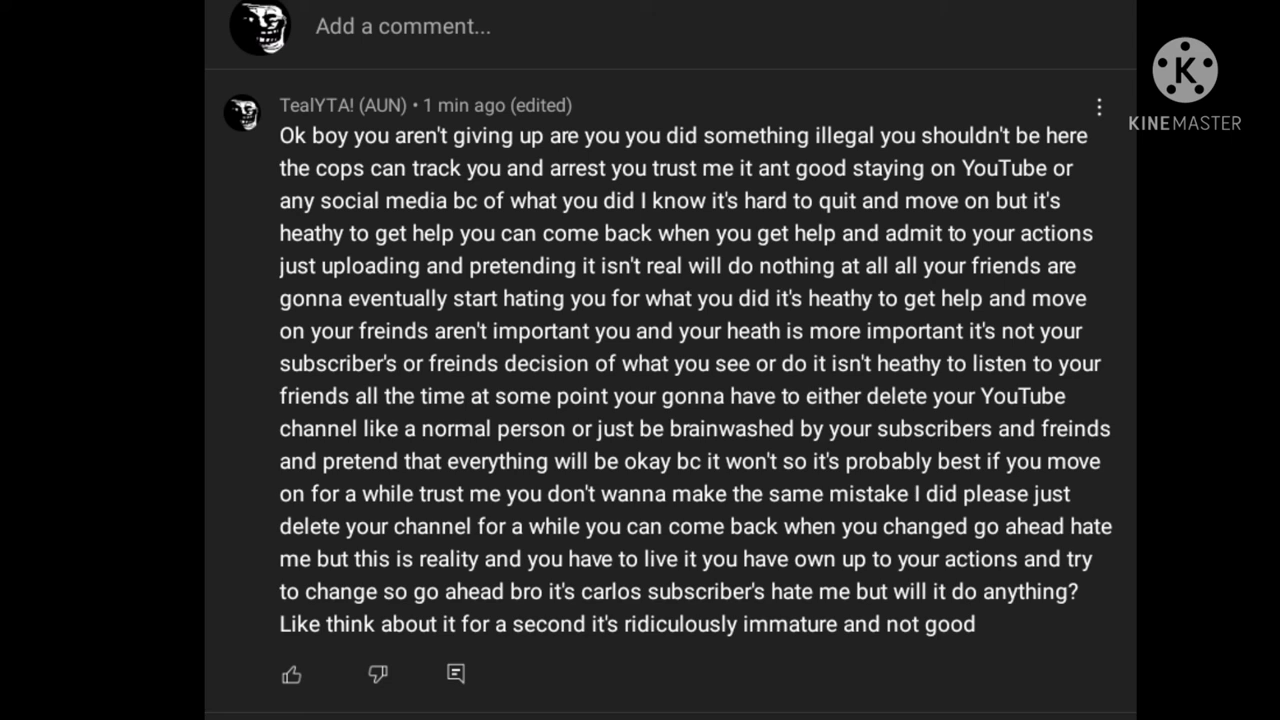 Add a comment...
K
KINEMASTER
TealYTA! (AUN) • 1 min ago (edited)
Ok boy you aren't giving up are you you did something illegal you shouldn't be here
the cops can track you and arrest you trust me it ant good staying on YouTube or
any social media bc of what you did I know it's hard to quit and move on but it's
heathy to get help you can come back when you get help and admit to your actions
just uploading and pretending it isn't real will do nothing at all all your friends are
gonna eventually start hating you for what you did it's heathy to get help and move
on your freinds aren't important you and your heath is more important it's not your
subscriber's or freinds decision of what you see or do it isn't heathy to listen to your
friends all the time at some point your gonna have to either delete your YouTube
channel like a normal person or just be brainwashed by your subscribers and freinds
and pretend that everything will be okay bc it won't so it's probably best if you move
on for a while trust me you don't wanna make the same mistake I did please just
delete your channel for a while you can come back when you changed go ahead hate
me but this is reality and you have to live it you have own up to your actions and try
to change so go ahead bro it's carlos subscriber's hate me but will it do anything?
Like think about it for a second it's ridiculously immature and not good